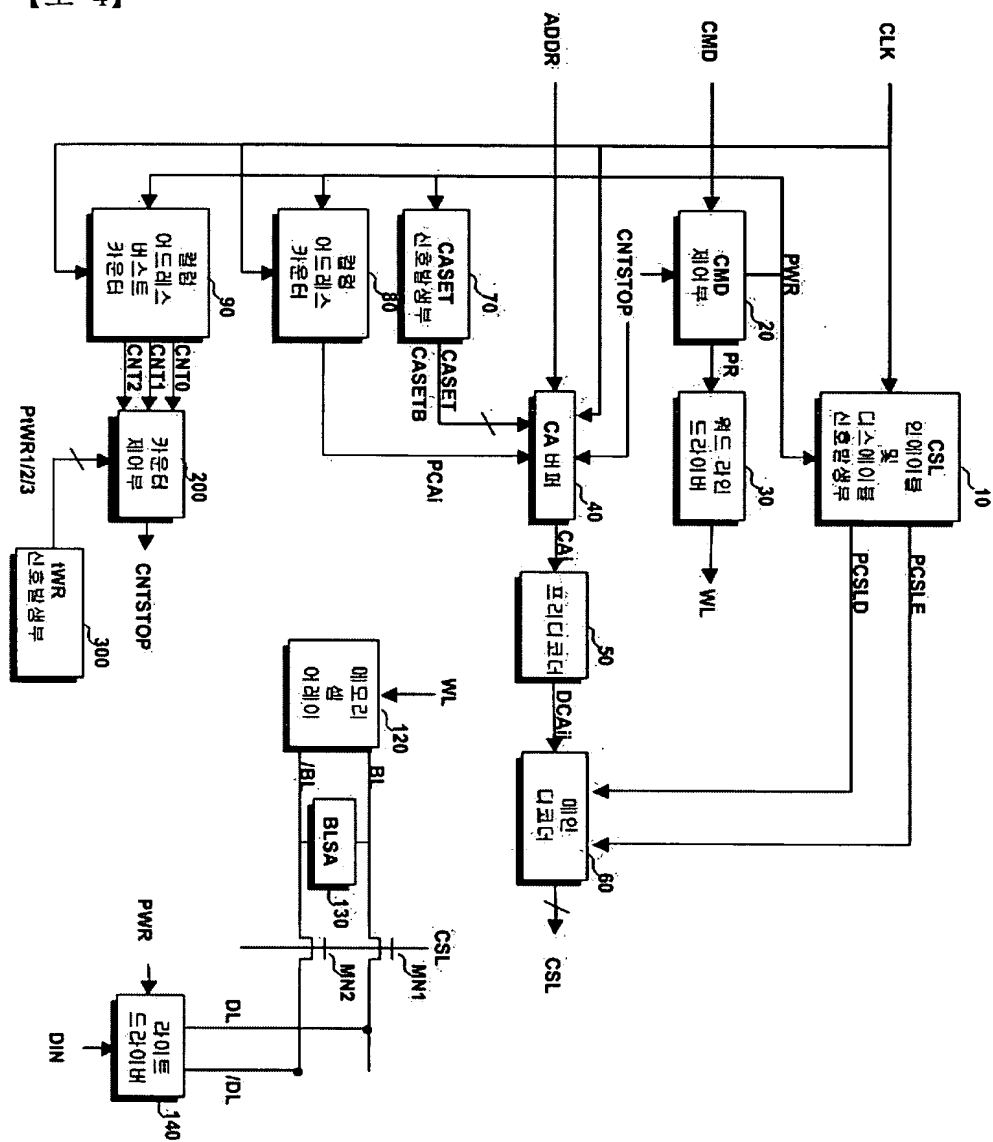 【도 4】
CLK
CSL
인에이블
및
디스에이블
신호발생부
10
PCSLE
PCSLD
PWR
CMD
CMD
제어부
20
PR
워드 라인
드라이버
30
WL
CNTSTOP
ADDR
CA 버퍼
40
CAi
프리디코더
50
DCAij
메인
디코더
60
CSL
CASET
신호발생부
70
CASET
CASETB
컬럼
어드레스
카운터
80
PCAi
WL
메모리
셀
어레이
120
BL
/BL
BLSA
130
CSL
MN1
MN2
DL
/DL
PWR
라이트
드라이버
140
DIN
컬럼
어드레스
버스트
카운터
90
CNT0
CNT1
CNT2
카운터
제어부
200
CNTSTOP
PtWR1/2/3
tWR
신호발생부
300